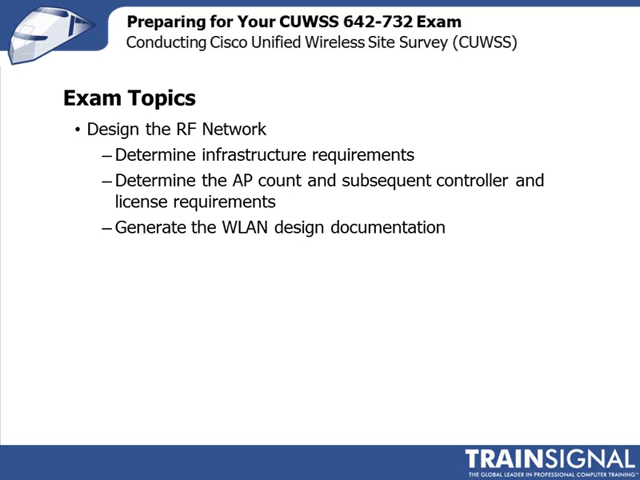 Preparing for Your CUWSS 642-732 Exam
Conducting Cisco Unified Wireless Site Survey (CUWSS)
Exam Topics
• Design the RF Network
– Determine infrastructure requirements
– Determine the AP count and subsequent controller and
license requirements
– Generate the WLAN design documentation
TRAINSIGNAL
THE GLOBAL LEADER IN PROFESSIONAL COMPUTER TRAINING